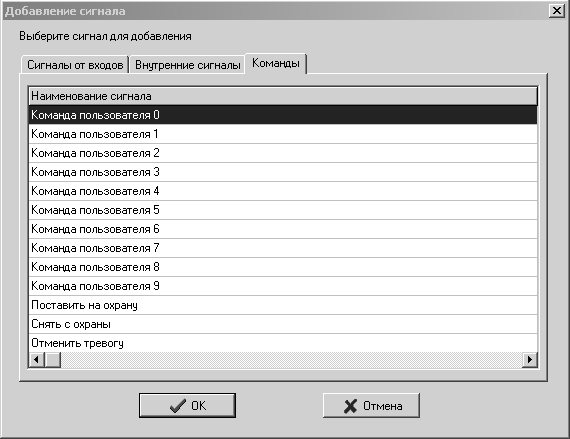 Добавление сигнала
Выберите сигнал для добавления
Сигналы от входов Внутренние сигналы Команды
Наименование сигнала
Команда пользователя 0
Команда пользователя 1
Команда пользователя 2
Команда пользователя 3
Команда пользователя 4
Команда пользователя 5
Команда пользователя 6
Команда пользователя 7
Команда пользователя 8
Команда пользователя 9
Поставить на охрану
Снять с охраны
Отменить тревогу
OK Отмена